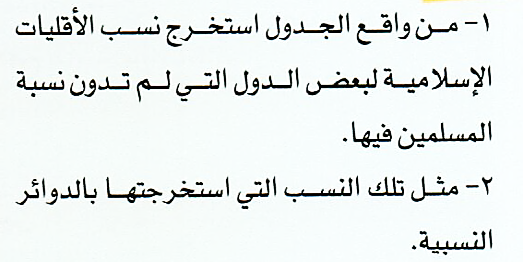 ١- من واقع الجدول استخرج نسب الأقليات
الإسلامية لبعض الدول التي لم تدون نسبة
المسلمين فيها.
٢- مثل تلك النسب التي استخرجتها بالدوائر
النسبية.